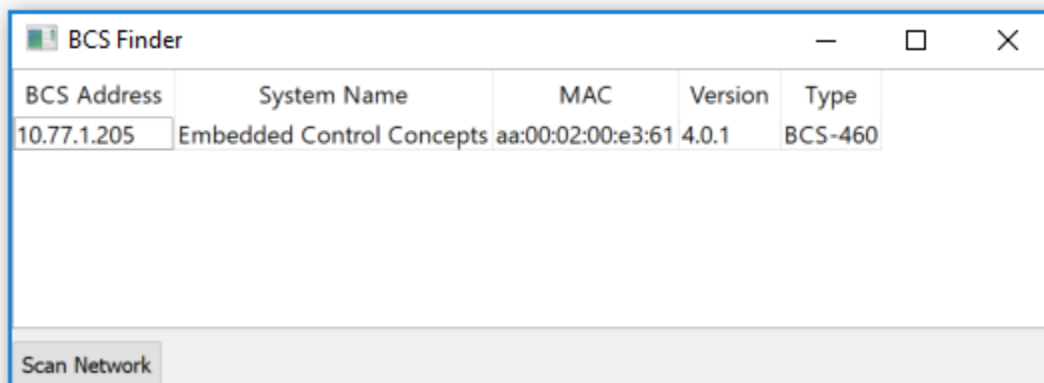 BCS Finder
BCS Address System Name MAC Version Type
10.77.1.205 Embedded Control Concepts aa:00:02:00:e3:61 4.0.1 BCS-460
Scan Network